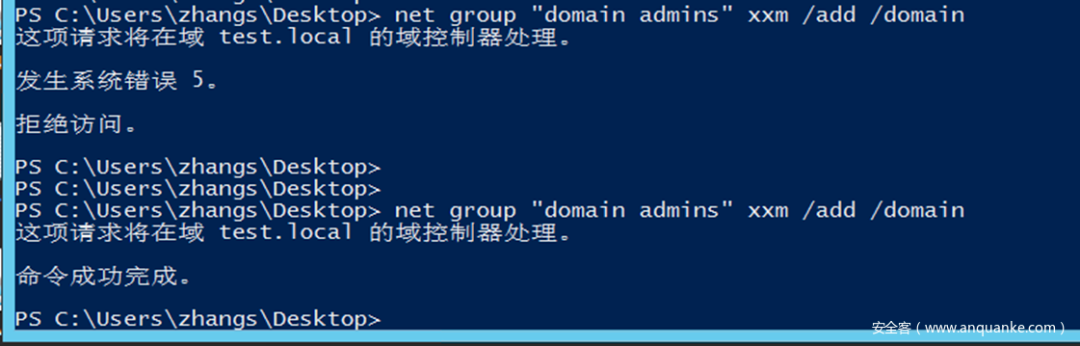 PS C:\Users\zhangs\Desktop> net group "domain admins" xxm /add /domain
这项请求将在域 test.local 的域控制器处理。
发生系统错误 5。
拒绝访问。
PS C:\Users\zhangs\Desktop>
PS C:\Users\zhangs\Desktop>
PS C:\Users\zhangs\Desktop> net group "domain admins" xxm /add /domain
这项请求将在域 test.local 的域控制器处理。
命令成功完成。
PS C:\Users\zhangs\Desktop>
安全客（www.anquanke.com）